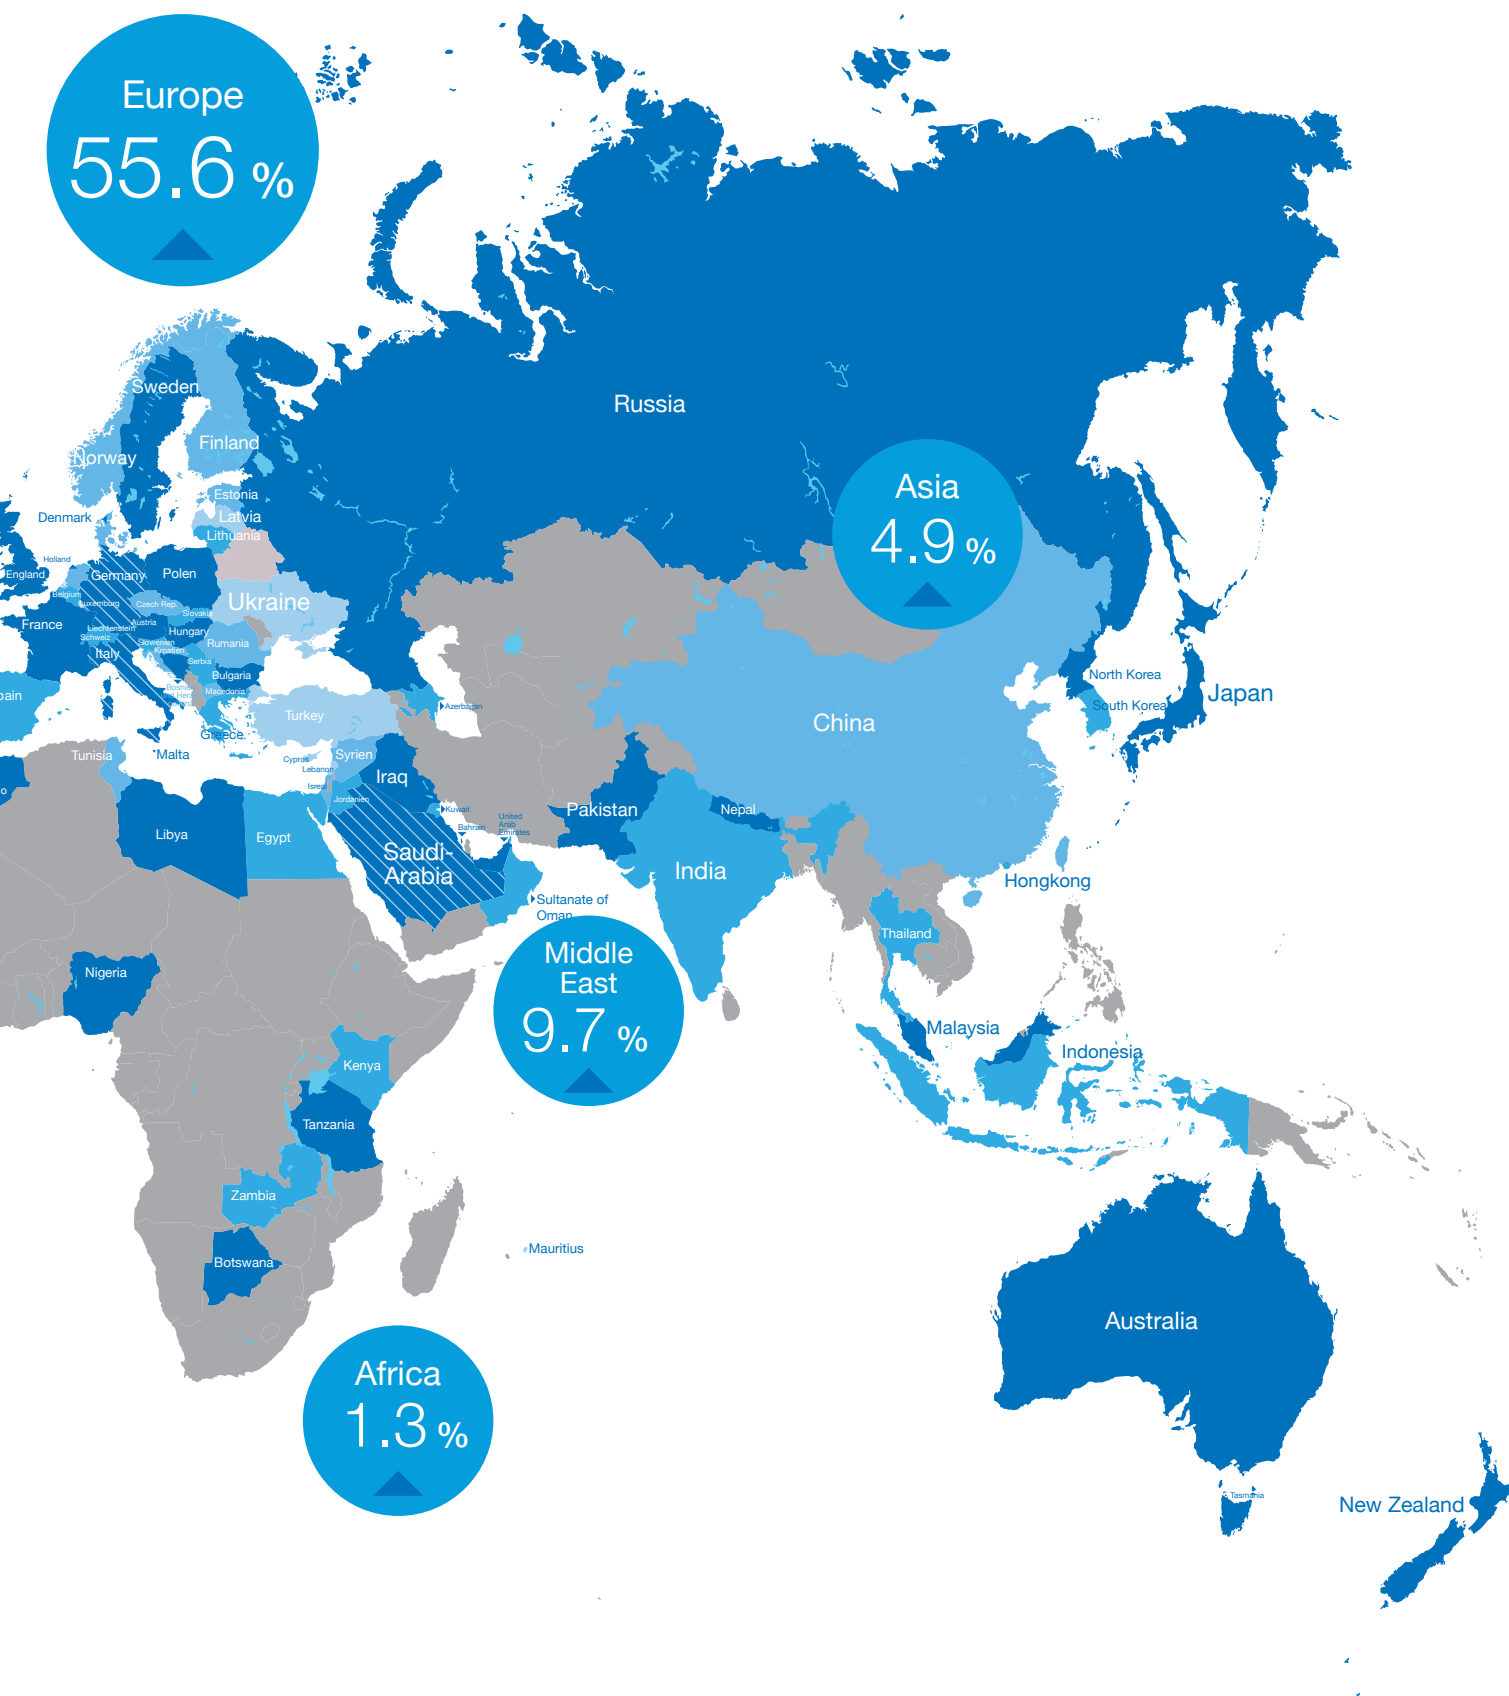 Europe
55.6 %
Sweden
Russia
Finland
Norway
Asia
4.9 %
Estonia
Latvia
Denmark
Lithuania
Holland
England
Germany
Polen
Belgium
Luxemburg
Czech Rep.
Ukraine
Slovakia
France
Austria
Liechtenstein
Hungary
Schweiz
Slowenien
Rumania
Kroatien
Italy
Serbia
Bulgaria
North Korea
Macedonia
Japan
pain
Azerbaijan
South Korea
Turkey
China
Greece
Tunisia
Malta
Syrien
Cyprus
Lebanon
Iraq
Isreal
o
Jordanien
Kuwait
Pakistan
Nepal
United
Arab
Emirates
Bahrain
Libya
Egypt
Saudi-
Arabia
India
Hongkong
Sultanate of
Oman
Thailand
Middle
East
9.7 %
Nigeria
Malaysia
Indonesia
Kenya
Tanzania
Zambia
Mauritius
Botswana
Australia
Africa
1.3 %
Tasmania
New Zealand